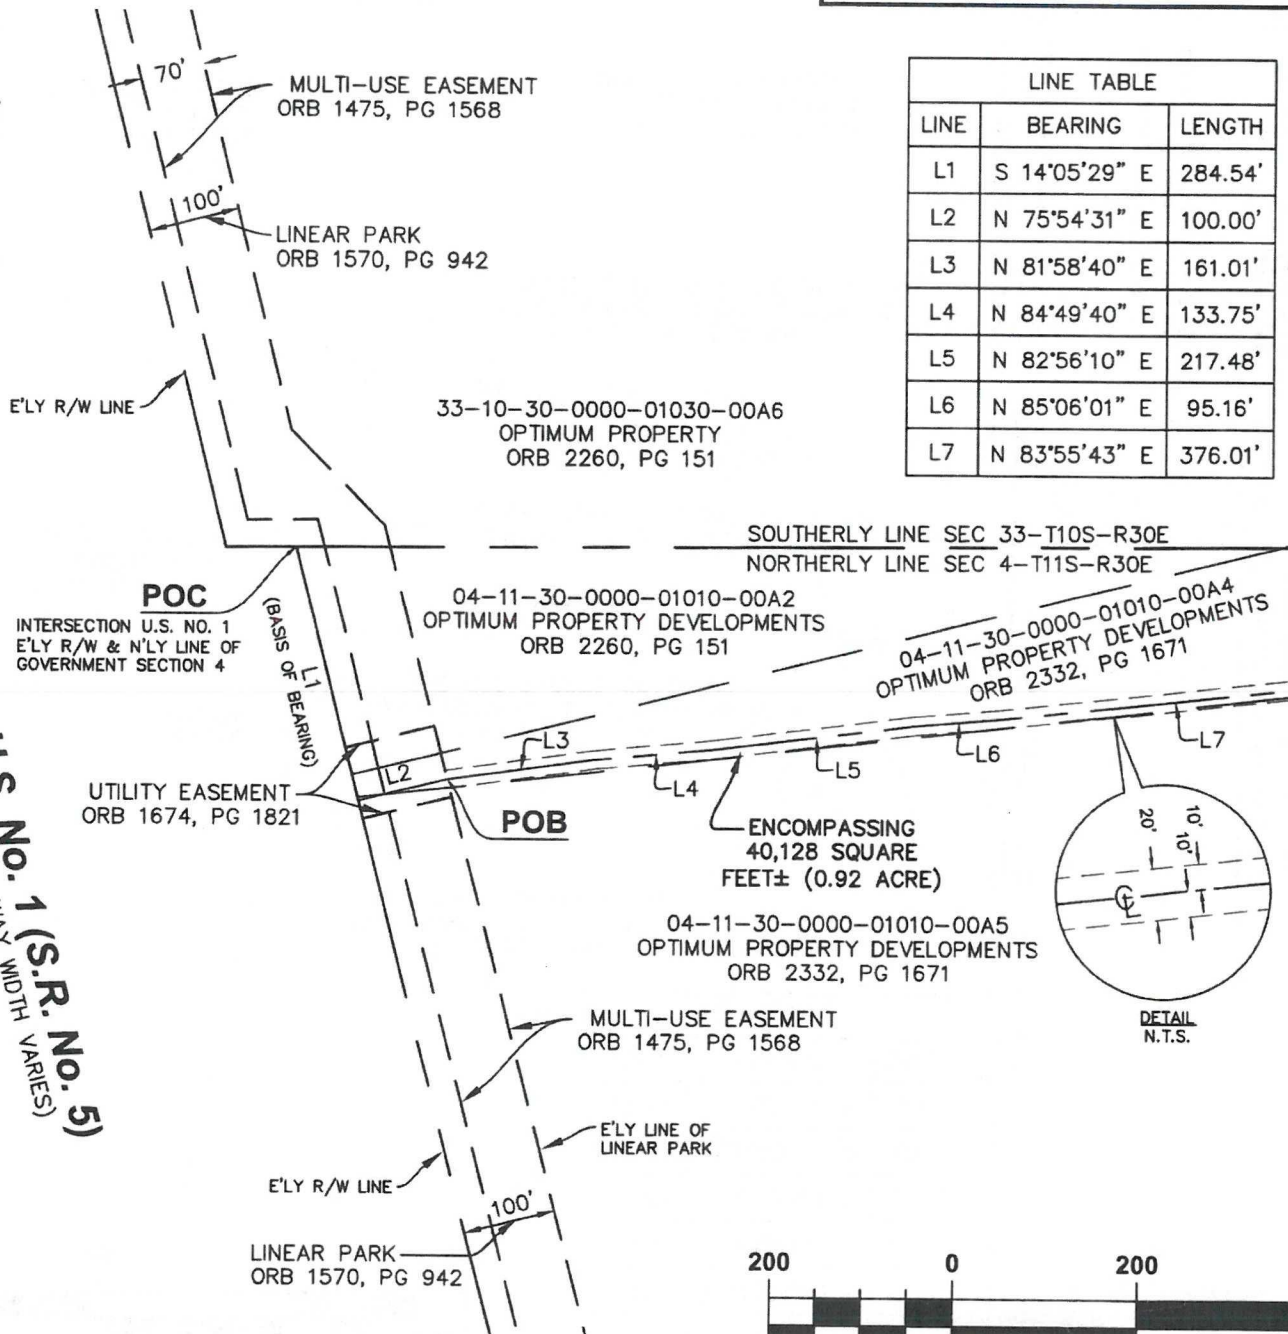 70'
MULTI-USE EASEMENT
ORB 1475, PG 1568
100'
LINEAR PARK
ORB 1570, PG 942
LINE TABLE
LINE BEARING LENGTH
L1 S 14°05'29" E 284.54'
L2 N 75°54'31" E 100.00'
L3 N 81°58'40" E 161.01'
L4 N 84°49'40" E 133.75'
L5 N 82°56'10" E 217.48'
L6 N 85°06'01" E 95.16'
L7 N 83°55'43" E 376.01'
E'LY R/W LINE
33-10-30-0000-01030-00A6
OPTIMUM PROPERTY
ORB 2260, PG 151
SOUTHERLY LINE SEC 33-T10S-R30E
NORTHERLY LINE SEC 4-T11S-R30E
POC
INTERSECTION U.S. NO. 1
E'LY R/W & N'LY LINE OF
GOVERNMENT SECTION 4
L1
(BASIS OF BEARING)
04-11-30-0000-01010-00A2
OPTIMUM PROPERTY DEVELOPMENTS
ORB 2260, PG 151
04-11-30-0000-01010-00A4
OPTIMUM PROPERTY DEVELOPMENTS
ORB 2332, PG 1671
L2
L3
L4
L5
L6
L7
UTILITY EASEMENT
ORB 1674, PG 1821
POB
ENCOMPASSING
40,128 SQUARE
FEET± (0.92 ACRE)
20'
10'
10'
℄
DETAIL
N.T.S.
04-11-30-0000-01010-00A5
OPTIMUM PROPERTY DEVELOPMENTS
ORB 2332, PG 1671
No. 1 (S.R. No. 5)
WIDTH VARIES)
MULTI-USE EASEMENT
ORB 1475, PG 1568
E'LY LINE OF
LINEAR PARK
E'LY R/W LINE
100'
LINEAR PARK
ORB 1570, PG 942
200 0 200